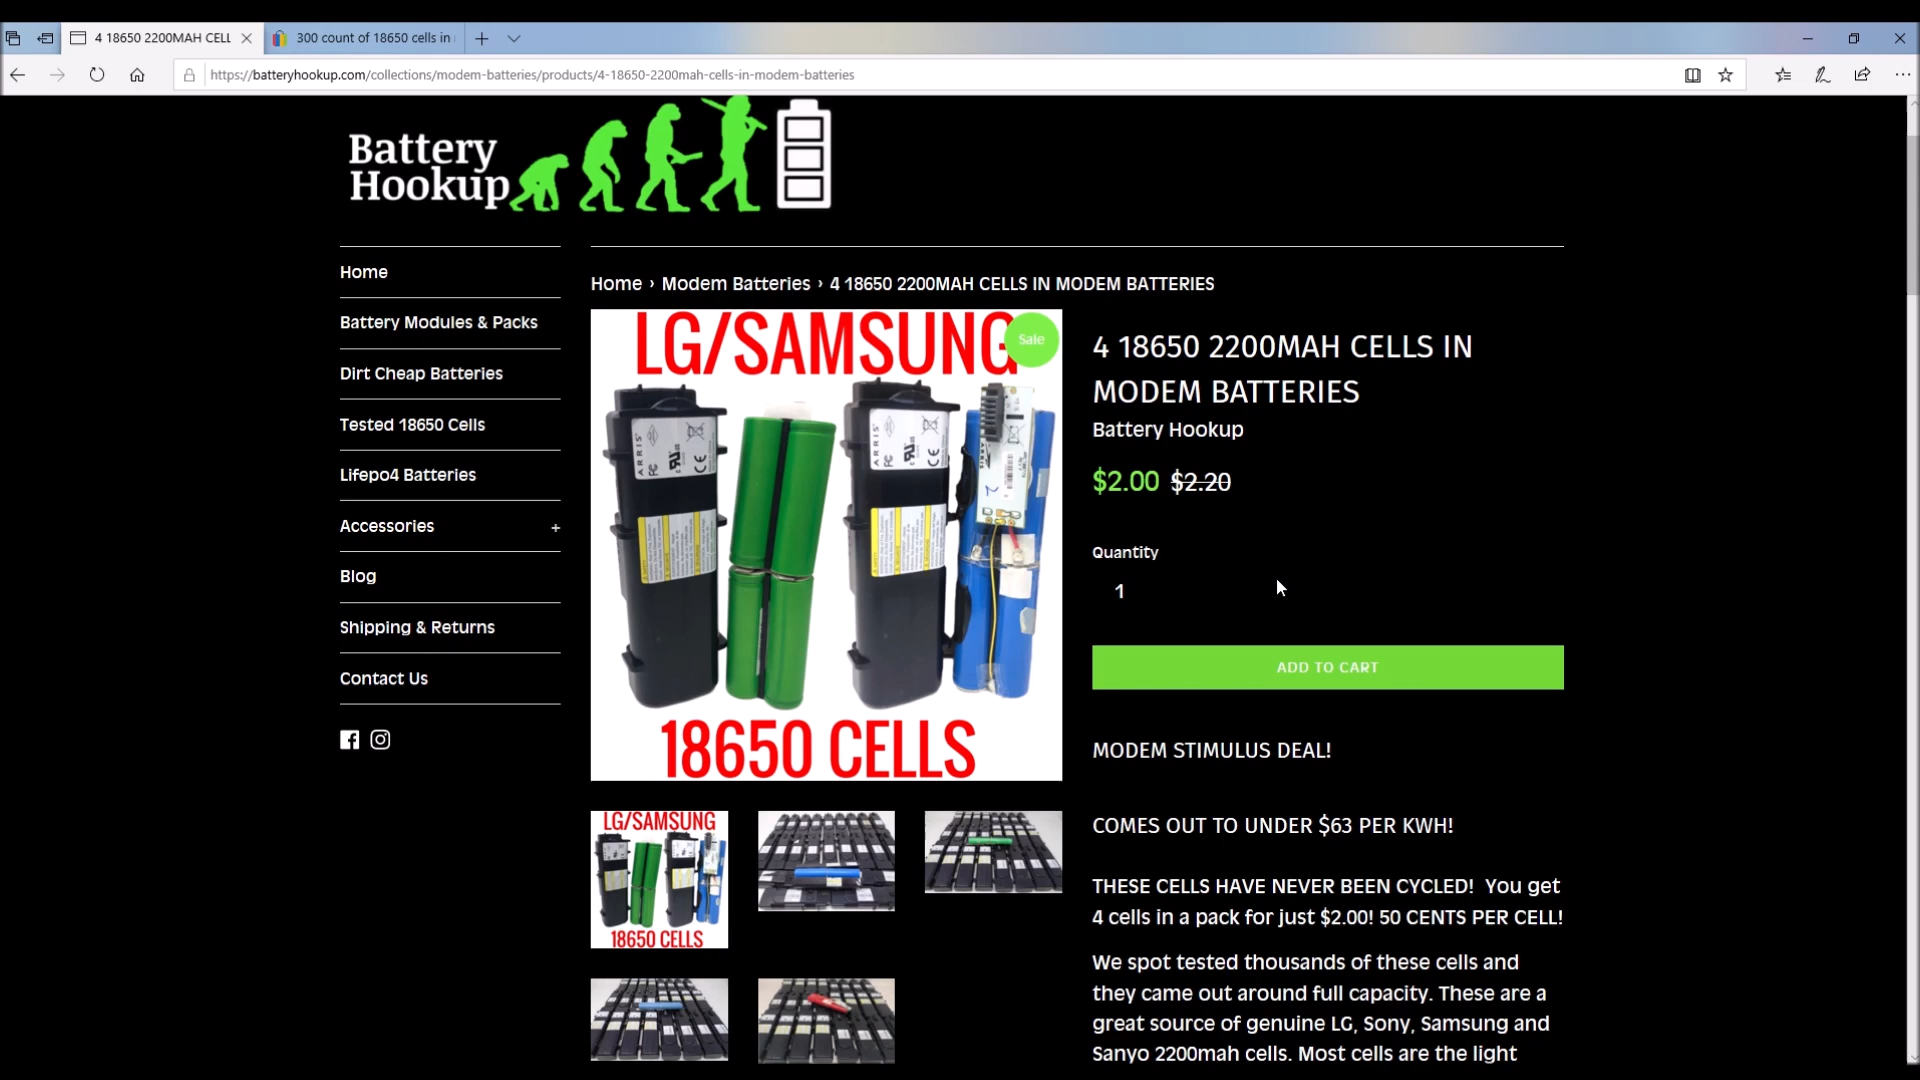 4 18650 2200MAH CELL
300 count of 18650 cells in
https://batteryhookup.com/collections/modem-batteries/products/4-18650-2200mah-cells-in-modem-batteries
Battery
Hookup
Home
Battery Modules & Packs
Dirt Cheap Batteries
Tested 18650 Cells
Lifepo4 Batteries
Accessories +
Blog
Shipping & Returns
Contact Us
Home › Modem Batteries › 4 18650 2200MAH CELLS IN MODEM BATTERIES
LG/SAMSUNG
Sale
ARRIS
ARRIS
18650 CELLS
LG/SAMSUNG
18650 CELLS
4 18650 2200MAH CELLS IN
MODEM BATTERIES
Battery Hookup
$2.00 $2.20
Quantity
1
ADD TO CART
MODEM STIMULUS DEAL!
COMES OUT TO UNDER $63 PER KWH!
THESE CELLS HAVE NEVER BEEN CYCLED! You get
4 cells in a pack for just $2.00! 50 CENTS PER CELL!
We spot tested thousands of these cells and
they came out around full capacity. These are a
great source of genuine LG, Sony, Samsung and
Sanyo 2200mah cells. Most cells are the light